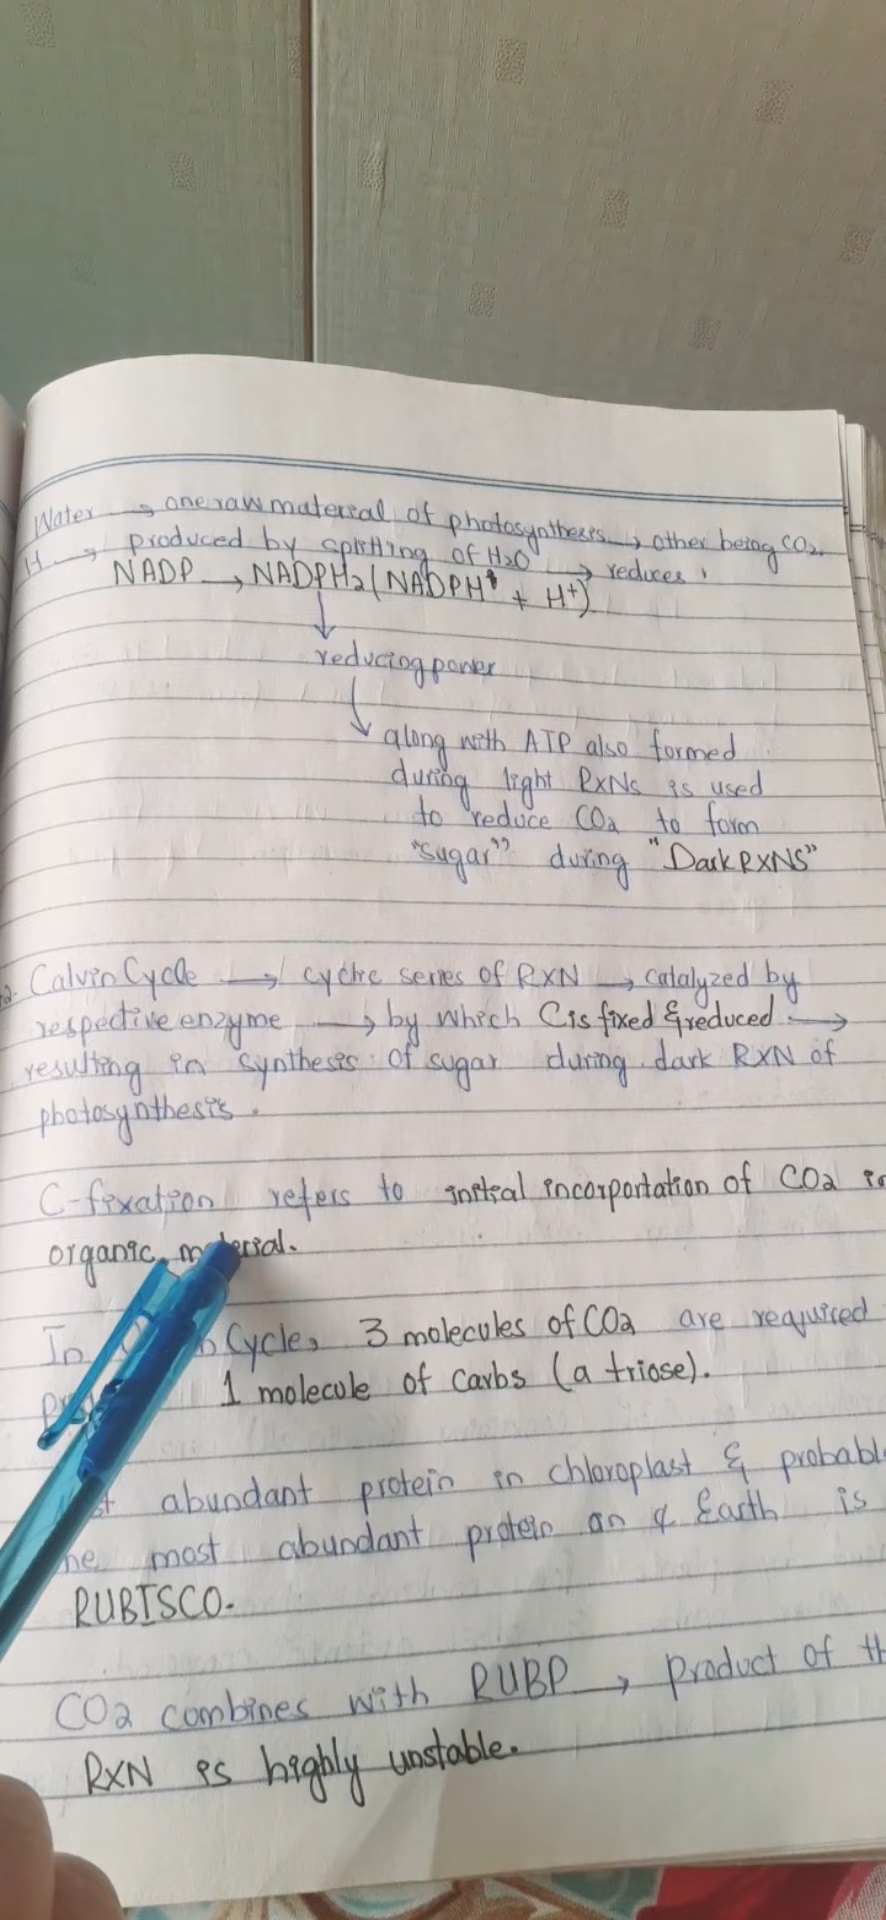 Water → one raw material of photosynthesis → other being CO2.
H → produced by splitting of H2O → reduces
NADP → NADPH2 (NADPH + H+)
↓
reducing power
↓ along with ATP also formed
during light RXNs is used
to reduce CO2 to form
"sugar" during "Dark RXNS"
Calvin Cycle → cyclic series of RXN → catalyzed by
respective enzyme → by which C is fixed & reduced →
resulting in synthesis of sugar during dark RXN of
photosynthesis.
C-fixation refers to initial incorportation of CO2
organic material.
In Cycle, 3 molecules of CO2 are required
1 molecule of carbs (a triose).
abundant protein in chloroplast &
most abundant protein on Earth is
RUBISCO.
CO2 combines with RUBP → product of
RXN is highly unstable.